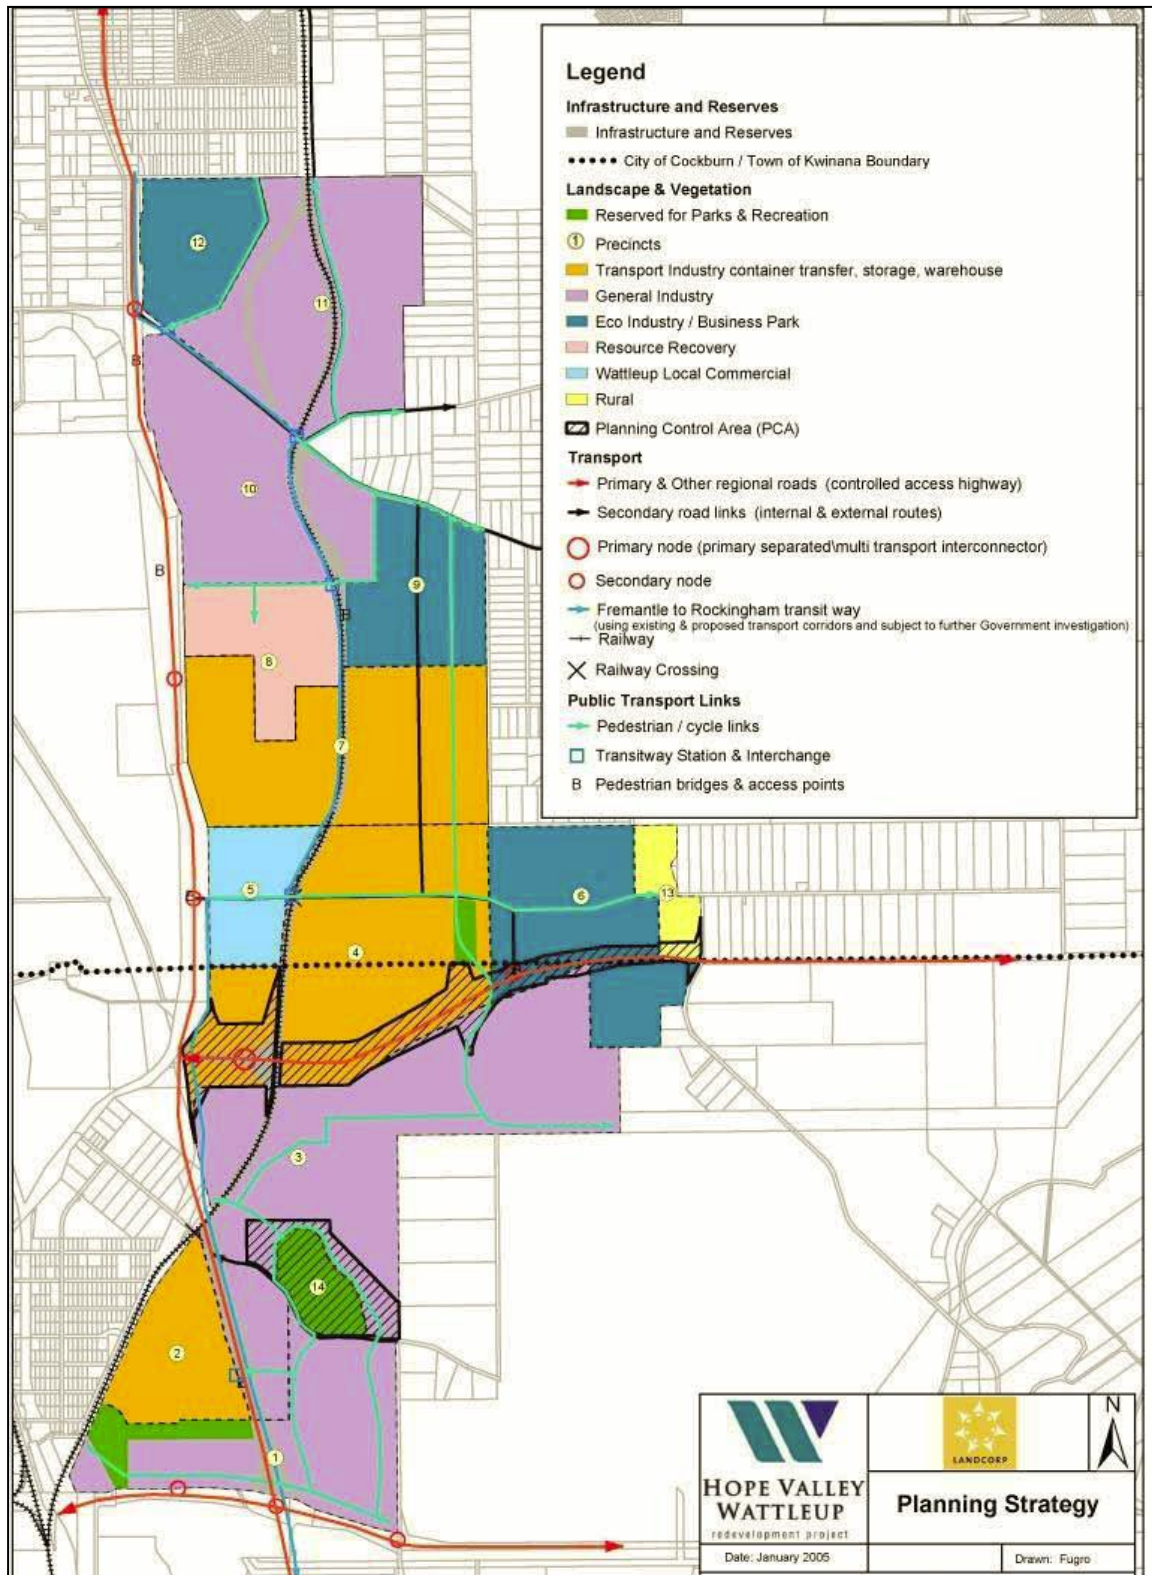 Legend
Infrastructure and Reserves
Infrastructure and Reserves
City of Cockburn / Town of Kwinana Boundary
Landscape & Vegetation
Reserved for Parks & Recreation
1 Precincts
Transport Industry container transfer, storage, warehouse
General Industry
Eco Industry / Business Park
Resource Recovery
Wattleup Local Commercial
Rural
Planning Control Area (PCA)
Transport
Primary & Other regional roads (controlled access highway)
Secondary road links (internal & external routes)
Primary node (primary separated\multi transport interconnector)
Secondary node
Fremantle to Rockingham transit way
(using existing & proposed transport corridors and subject to further Government investigation)
Railway
Railway Crossing
Public Transport Links
Pedestrian / cycle links
Transitway Station & Interchange
B Pedestrian bridges & access points
12
11
B
10
B
9
B
8
7
5
B
6
13
4
3
14
2
1
HOPE VALLEY
WATTLEUP
redevelopment project
Date: January 2005
LANDCORP
N
Planning Strategy
Drawn: Fugro